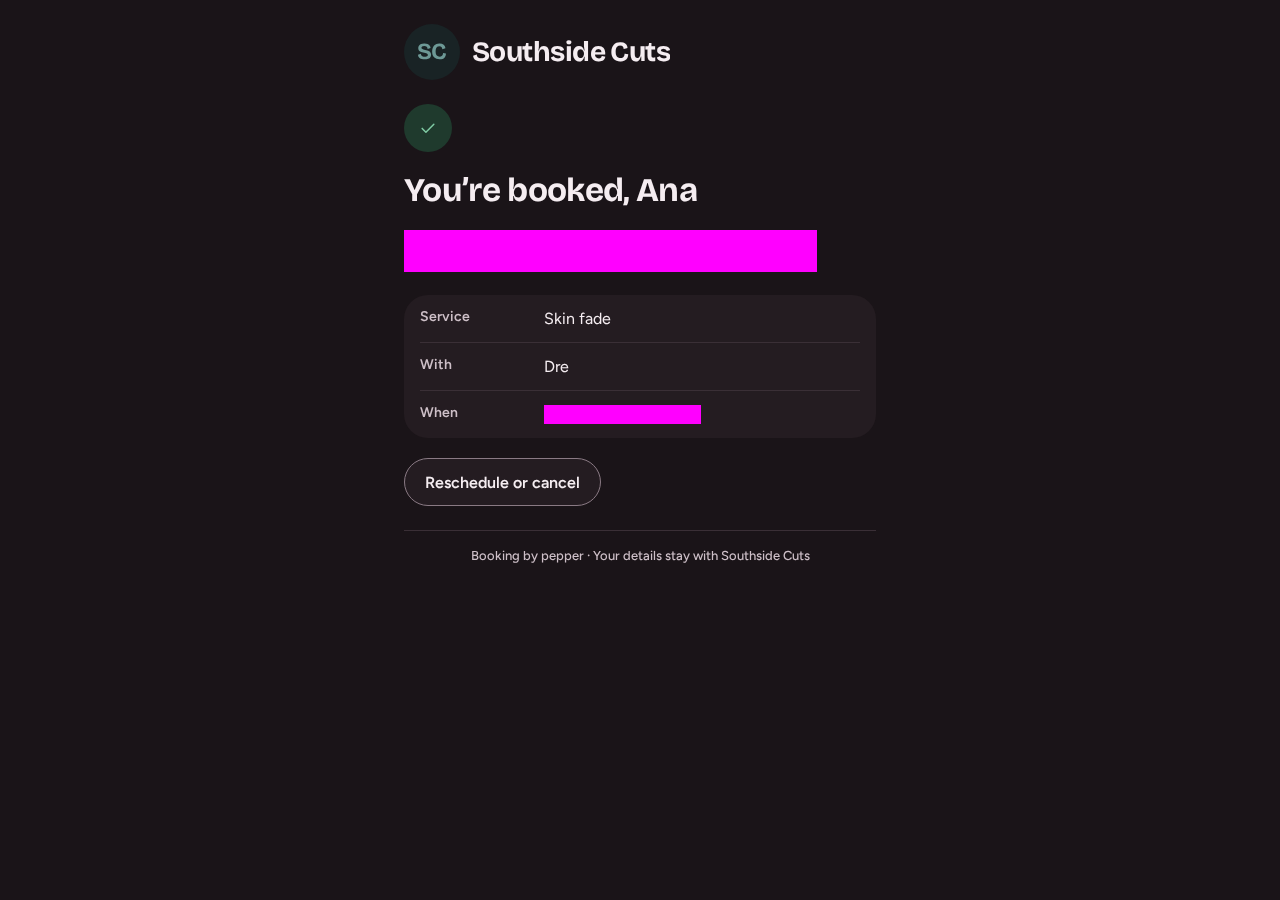 SC
Southside Cuts
You’re booked, Ana
Service
Skin fade
With
Dre
When
Reschedule or cancel
Booking by pepper · Your details stay with Southside Cuts